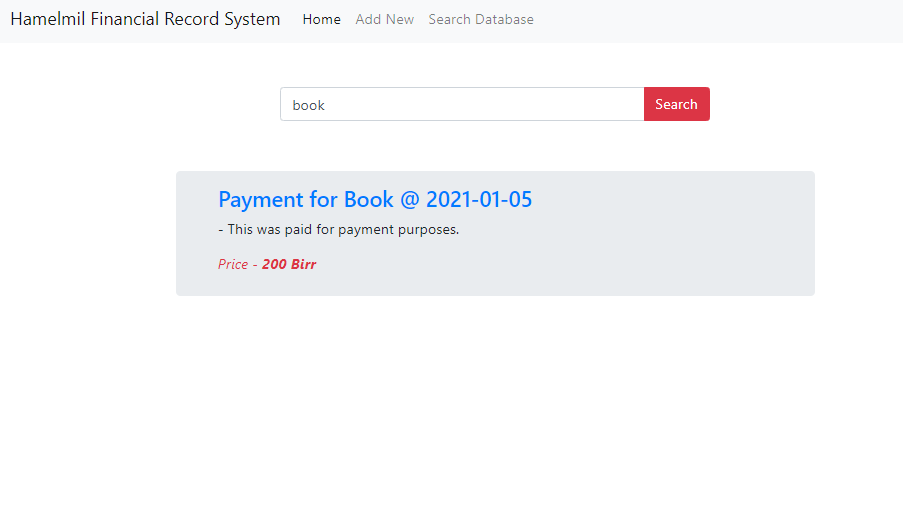 Hamelmil Financial Record System Home Add New Search Database
book Search
Payment for Book @ 2021-01-05
- This was paid for payment purposes.
Price - 200 Birr